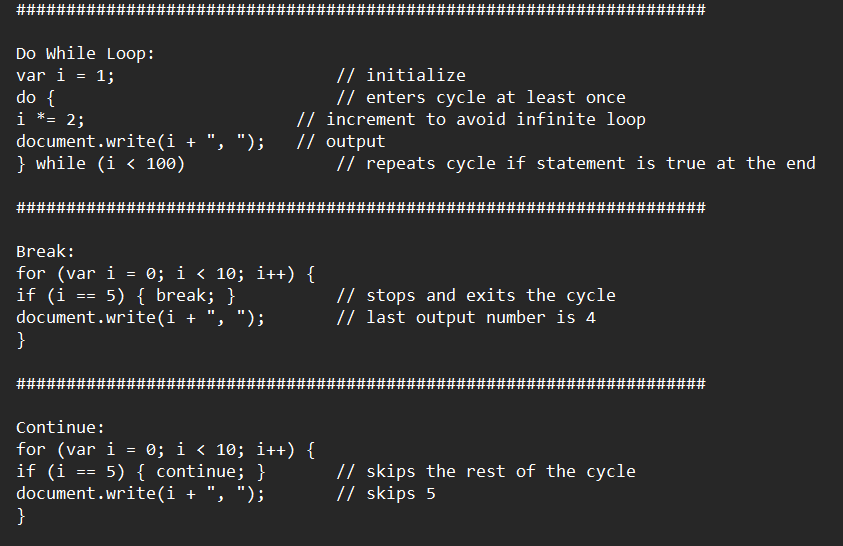 #####################################################################
Do While Loop:
var i = 1;                      // initialize
do {                            // enters cycle at least once
i *= 2;                     // increment to avoid infinite loop
document.write(i + ", ");   // output
} while (i < 100)               // repeats cycle if statement is true at the end
#####################################################################
Break:
for (var i = 0; i < 10; i++) {
if (i == 5) { break; }          // stops and exits the cycle
document.write(i + ", ");       // last output number is 4
}
#####################################################################
Continue:
for (var i = 0; i < 10; i++) {
if (i == 5) { continue; }       // skips the rest of the cycle
document.write(i + ", ");       // skips 5
}